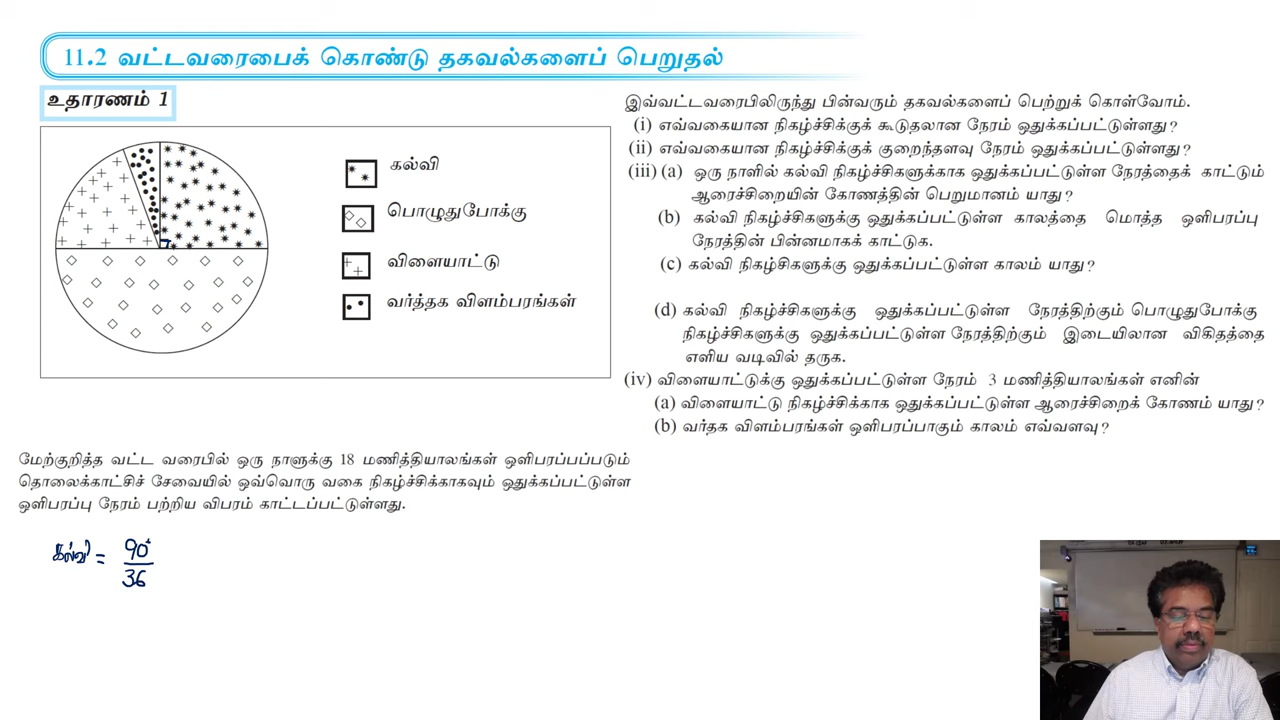 11.2 வட்டவரைபைக் கொண்டு தகவல்களைப் பெறுதல்
உதாரணம் 1
கல்வி
பொழுதுபோக்கு
விளையாட்டு
வர்த்தக விளம்பரங்கள்
மேற்குறித்த வட்ட வரைபில் ஒரு நாளுக்கு 18 மணித்தியாலங்கள் ஒளிபரப்பப்படும்
தொலைக்காட்சிச் சேவையில் ஒவ்வொரு வகை நிகழ்ச்சிக்காகவும் ஒதுக்கப்பட்டுள்ள
ஒளிபரப்பு நேரம் பற்றிய விபரம் காட்டப்பட்டுள்ளது.
கல்வி = 90°
36
இவ்வட்டவரைபிலிருந்து பின்வரும் தகவல்களைப் பெற்றுக் கொள்வோம்.
(i) எவ்வகையான நிகழ்ச்சிக்குக் கூடுதலான நேரம் ஒதுக்கப்பட்டுள்ளது?
(ii) எவ்வகையான நிகழ்ச்சிக்குக் குறைந்தளவு நேரம் ஒதுக்கப்பட்டுள்ளது?
(iii) (a) ஒரு நாளில் கல்வி நிகழ்ச்சிகளுக்காக ஒதுக்கப்பட்டுள்ள நேரத்தைக் காட்டும்
ஆரைச்சிறையின் கோணத்தின் பெறுமானம் யாது?
(b) கல்வி நிகழ்ச்சிகளுக்கு ஒதுக்கப்பட்டுள்ள காலத்தை மொத்த ஒளிபரப்பு
நேரத்தின் பின்னமாகக் காட்டுக.
(c) கல்வி நிகழ்சிகளுக்கு ஒதுக்கப்பட்டுள்ள காலம் யாது?
(d) கல்வி நிகழ்ச்சிகளுக்கு ஒதுக்கப்பட்டுள்ள நேரத்திற்கும் பொழுதுபோக்கு
நிகழ்ச்சிகளுக்கு ஒதுக்கப்பட்டுள்ள நேரத்திற்கும் இடையிலான விகிதத்தை
எளிய வடிவில் தருக.
(iv) விளையாட்டுக்கு ஒதுக்கப்பட்டுள்ள நேரம் 3 மணித்தியாலங்கள் எனின்
(a) விளையாட்டு நிகழ்ச்சிக்காக ஒதுக்கப்பட்டுள்ள ஆரைச்சிறைக் கோணம் யாது?
(b) வர்தக விளம்பரங்கள் ஒளிபரப்பாகும் காலம் எவ்வளவு?